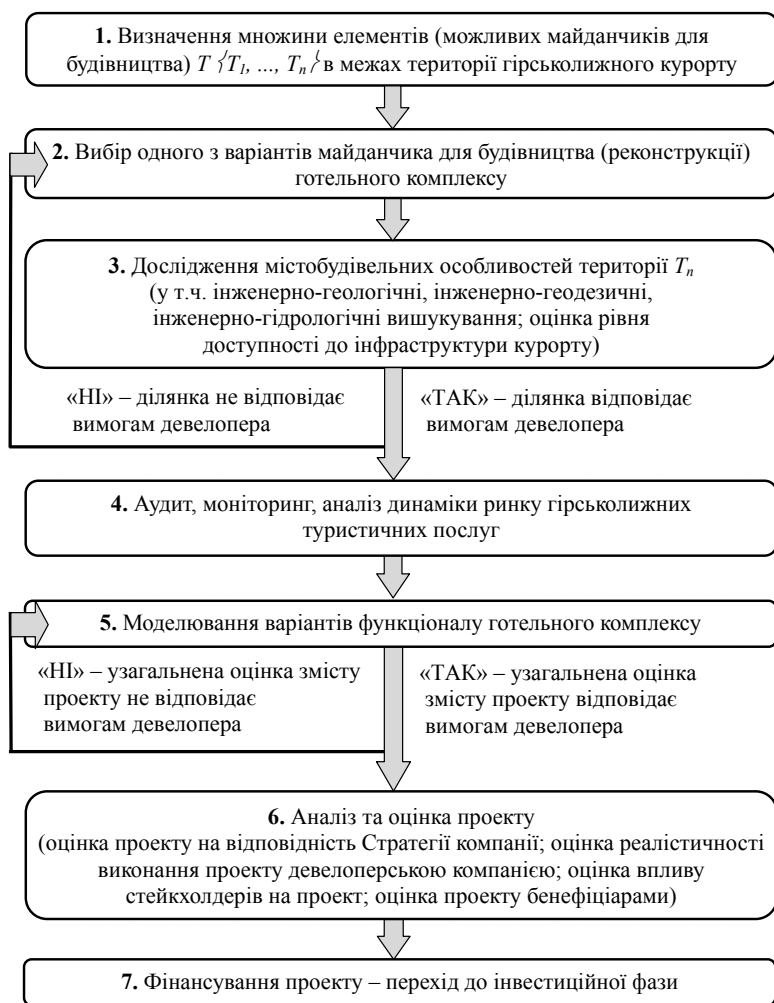 1. Визначення множини елементів (можливих майданчиків для
будівництва) T {T1, ..., Tn} в межах території гірськолижного курорту
2. Вибір одного з варіантів майданчика для будівництва (реконструкції)
готельного комплексу
3. Дослідження містобудівельних особливостей території Tn
(у т.ч. інженерно-геологічні, інженерно-геодезичні,
інженерно-гідрологічні вишукування; оцінка рівня
доступності до інфраструктури курорту)
«НІ» – ділянка не відповідає
вимогам девелопера
«ТАК» – ділянка відповідає
вимогам девелопера
4. Аудит, моніторинг, аналіз динаміки ринку гірськолижних
туристичних послуг
5. Моделювання варіантів функціоналу готельного комплексу
«НІ» – узагальнена оцінка змісту
проекту не відповідає
вимогам девелопера
«ТАК» – узагальнена оцінка
змісту проекту відповідає
вимогам девелопера
6. Аналіз та оцінка проекту
(оцінка проекту на відповідність Стратегії компанії; оцінка реалістичності
виконання проекту девелоперською компанією; оцінка впливу
стейкхолдерів на проект; оцінка проекту бенефіціарами)
7. Фінансування проекту – перехід до інвестиційної фази